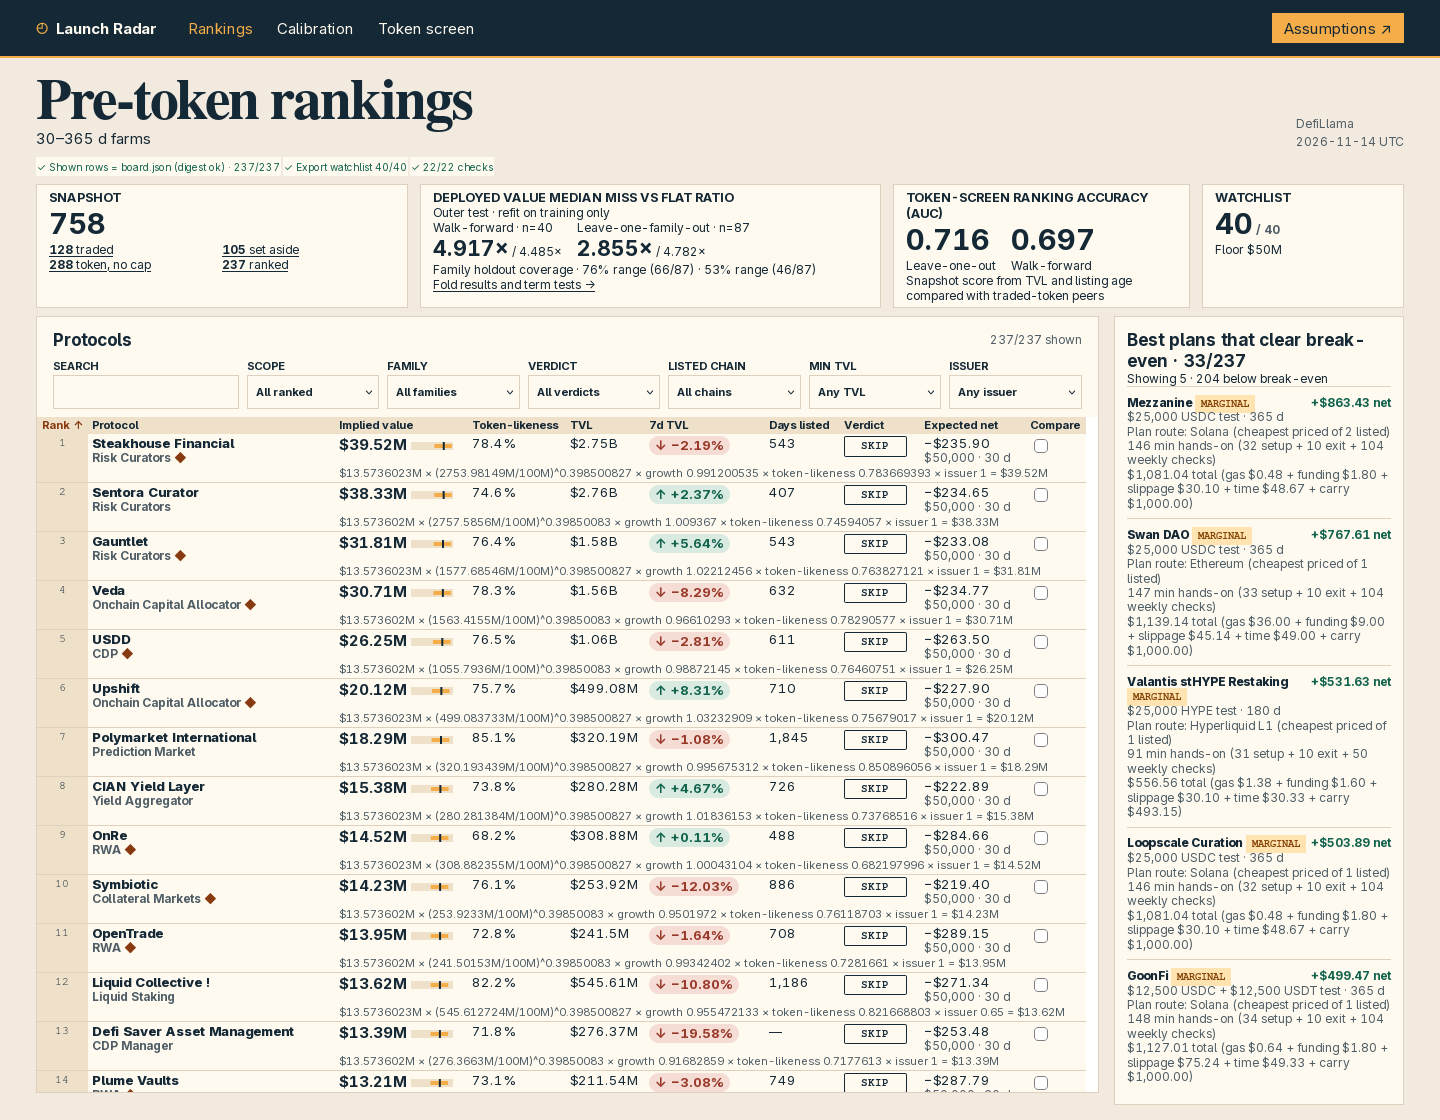 Launch Radar
Rankings
Calibration
Token screen
Assumptions ↗
Pre-token rankings
30–365 d farms
DefiLlama
2026-11-14 UTC
✓ Shown rows = board.json (digest ok) · 237/237
✓ Export watchlist 40/40
✓ 22/22 checks
SNAPSHOT
758
128 traded
105 set aside
288 token, no cap
237 ranked
DEPLOYED VALUE MEDIAN MISS VS FLAT RATIO
Outer test · refit on training only
Walk-forward · n=40
Leave-one-family-out · n=87
4.917× / 4.485×
2.855× / 4.782×
Family holdout coverage · 76% range (66/87) · 53% range (46/87)
Fold results and term tests →
TOKEN-SCREEN RANKING ACCURACY
(AUC)
0.716
0.697
Leave-one-out
Walk-forward
Snapshot score from TVL and listing age
compared with traded-token peers
WATCHLIST
40 / 40
Floor $50M
Protocols
237/237 shown
SEARCH
SCOPE
FAMILY
VERDICT
LISTED CHAIN
MIN TVL
ISSUER
All ranked
All families
All verdicts
All chains
Any TVL
Any issuer
Rank ↑
Protocol
Implied value
Token-likeness
TVL
7d TVL
Days listed
Verdict
Expected net
Compare
1 Steakhouse Financial $39.52M 78.4% $2.75B ↓ −2.19% 543 SKIP −$235.90
Risk Curators ◆ $50,000 · 30 d
$13.5736023M × (2753.98149M/100M)^0.398500827 × growth 0.991200535 × token-likeness 0.783669393 × issuer 1 = $39.52M
2 Sentora Curator $38.33M 74.6% $2.76B ↑ +2.37% 407 SKIP −$234.65
Risk Curators $50,000 · 30 d
$13.573602M × (2757.5856M/100M)^0.39850083 × growth 1.009367 × token-likeness 0.74594057 × issuer 1 = $38.33M
3 Gauntlet $31.81M 76.4% $1.58B ↑ +5.64% 543 SKIP −$233.08
Risk Curators ◆ $50,000 · 30 d
$13.573602M × (1577.68546M/100M)^0.398500827 × growth 1.02212456 × token-likeness 0.763827121 × issuer 1 = $31.81M
4 Veda $30.71M 78.3% $1.56B ↓ −8.29% 632 SKIP −$234.77
Onchain Capital Allocator ◆ $50,000 · 30 d
$13.573602M × (1563.4155M/100M)^0.39850083 × growth 0.96610293 × token-likeness 0.78290577 × issuer 1 = $30.71M
5 USDD $26.25M 76.5% $1.06B ↓ −2.81% 611 SKIP −$263.50
CDP ◆ $50,000 · 30 d
$13.573602M × (1055.7936M/100M)^0.39850083 × growth 0.98872145 × token-likeness 0.76460751 × issuer 1 = $26.25M
6 Upshift $20.12M 75.7% $499.08M ↑ +8.31% 710 SKIP −$227.90
Onchain Capital Allocator ◆ $50,000 · 30 d
$13.573602M × (499.083733M/100M)^0.398500827 × growth 1.03232909 × token-likeness 0.75679017 × issuer 1 = $20.12M
7 Polymarket International $18.29M 85.1% $320.19M ↓ −1.08% 1,845 SKIP −$300.47
Prediction Market $50,000 · 30 d
$13.573602M × (320.193439M/100M)^0.398500827 × growth 0.995675312 × token-likeness 0.850896056 × issuer 1 = $18.29M
8 CIAN Yield Layer $15.38M 73.8% $280.28M ↑ +4.67% 726 SKIP −$222.89
Yield Aggregator $50,000 · 30 d
$13.573602M × (280.281384M/100M)^0.398500827 × growth 1.01836153 × token-likeness 0.73768516 × issuer 1 = $15.38M
9 OnRe $14.52M 68.2% $308.88M ↑ +0.11% 488 SKIP −$284.66
RWA ◆ $50,000 · 30 d
$13.573602M × (308.882355M/100M)^0.398500827 × growth 1.00043104 × token-likeness 0.682197996 × issuer 1 = $14.52M
10 Symbiotic $14.23M 76.1% $253.92M ↓ −12.03% 886 SKIP −$219.40
Collateral Markets ◆ $50,000 · 30 d
$13.573602M × (253.9233M/100M)^0.39850083 × growth 0.9501972 × token-likeness 0.76118703 × issuer 1 = $14.23M
11 OpenTrade $13.95M 72.8% $241.5M ↓ −1.64% 708 SKIP −$289.15
RWA ◆ $50,000 · 30 d
$13.573602M × (241.50153M/100M)^0.39850083 × growth 0.99342402 × token-likeness 0.7281661 × issuer 1 = $13.95M
12 Liquid Collective ! $13.62M 82.2% $545.61M ↓ −10.80% 1,186 SKIP −$271.34
Liquid Staking $50,000 · 30 d
$13.573602M × (545.612724M/100M)^0.398500827 × growth 0.955472133 × token-likeness 0.821668803 × issuer 0.65 = $13.62M
13 Defi Saver Asset Management $13.39M 71.8% $276.37M ↓ −19.58% — SKIP −$253.48
CDP Manager $50,000 · 30 d
$13.573602M × (276.3663M/100M)^0.39850083 × growth 0.91682859 × token-likeness 0.7177613 × issuer 1 = $13.39M
14 Plume Vaults $13.21M 73.1% $211.54M ↓ −3.08% 749 SKIP −$287.79
Best plans that clear break-
even · 33/237
Showing 5 · 204 below break-even
Mezzanine MARGINAL +$863.43 net
$25,000 USDC test · 365 d
Plan route: Solana (cheapest priced of 2 listed)
146 min hands-on (32 setup + 10 exit + 104
weekly checks)
$1,081.04 total (gas $0.48 + funding $1.80 +
slippage $30.10 + time $48.67 + carry
$1,000.00)
Swan DAO MARGINAL +$767.61 net
$25,000 USDC test · 365 d
Plan route: Ethereum (cheapest priced of 1
listed)
147 min hands-on (33 setup + 10 exit + 104
weekly checks)
$1,139.14 total (gas $36.00 + funding $9.00
+ slippage $45.14 + time $49.00 + carry
$1,000.00)
Valantis stHYPE Restaking +$531.63 net
MARGINAL
$25,000 HYPE test · 180 d
Plan route: Hyperliquid L1 (cheapest priced of
1 listed)
91 min hands-on (31 setup + 10 exit + 50
weekly checks)
$556.56 total (gas $1.38 + funding $1.60 +
slippage $30.10 + time $30.33 + carry
$493.15)
Loopscale Curation MARGINAL +$503.89 net
$25,000 USDC test · 365 d
Plan route: Solana (cheapest priced of 1 listed)
146 min hands-on (32 setup + 10 exit + 104
weekly checks)
$1,081.04 total (gas $0.48 + funding $1.80 +
slippage $30.10 + time $48.67 + carry
$1,000.00)
GoonFi MARGINAL +$499.47 net
$12,500 USDC + $12,500 USDT test · 365 d
Plan route: Solana (cheapest priced of 1 listed)
148 min hands-on (34 setup + 10 exit + 104
weekly checks)
$1,127.01 total (gas $0.64 + funding $1.80 +
slippage $75.24 + time $49.33 + carry
$1,000.00)